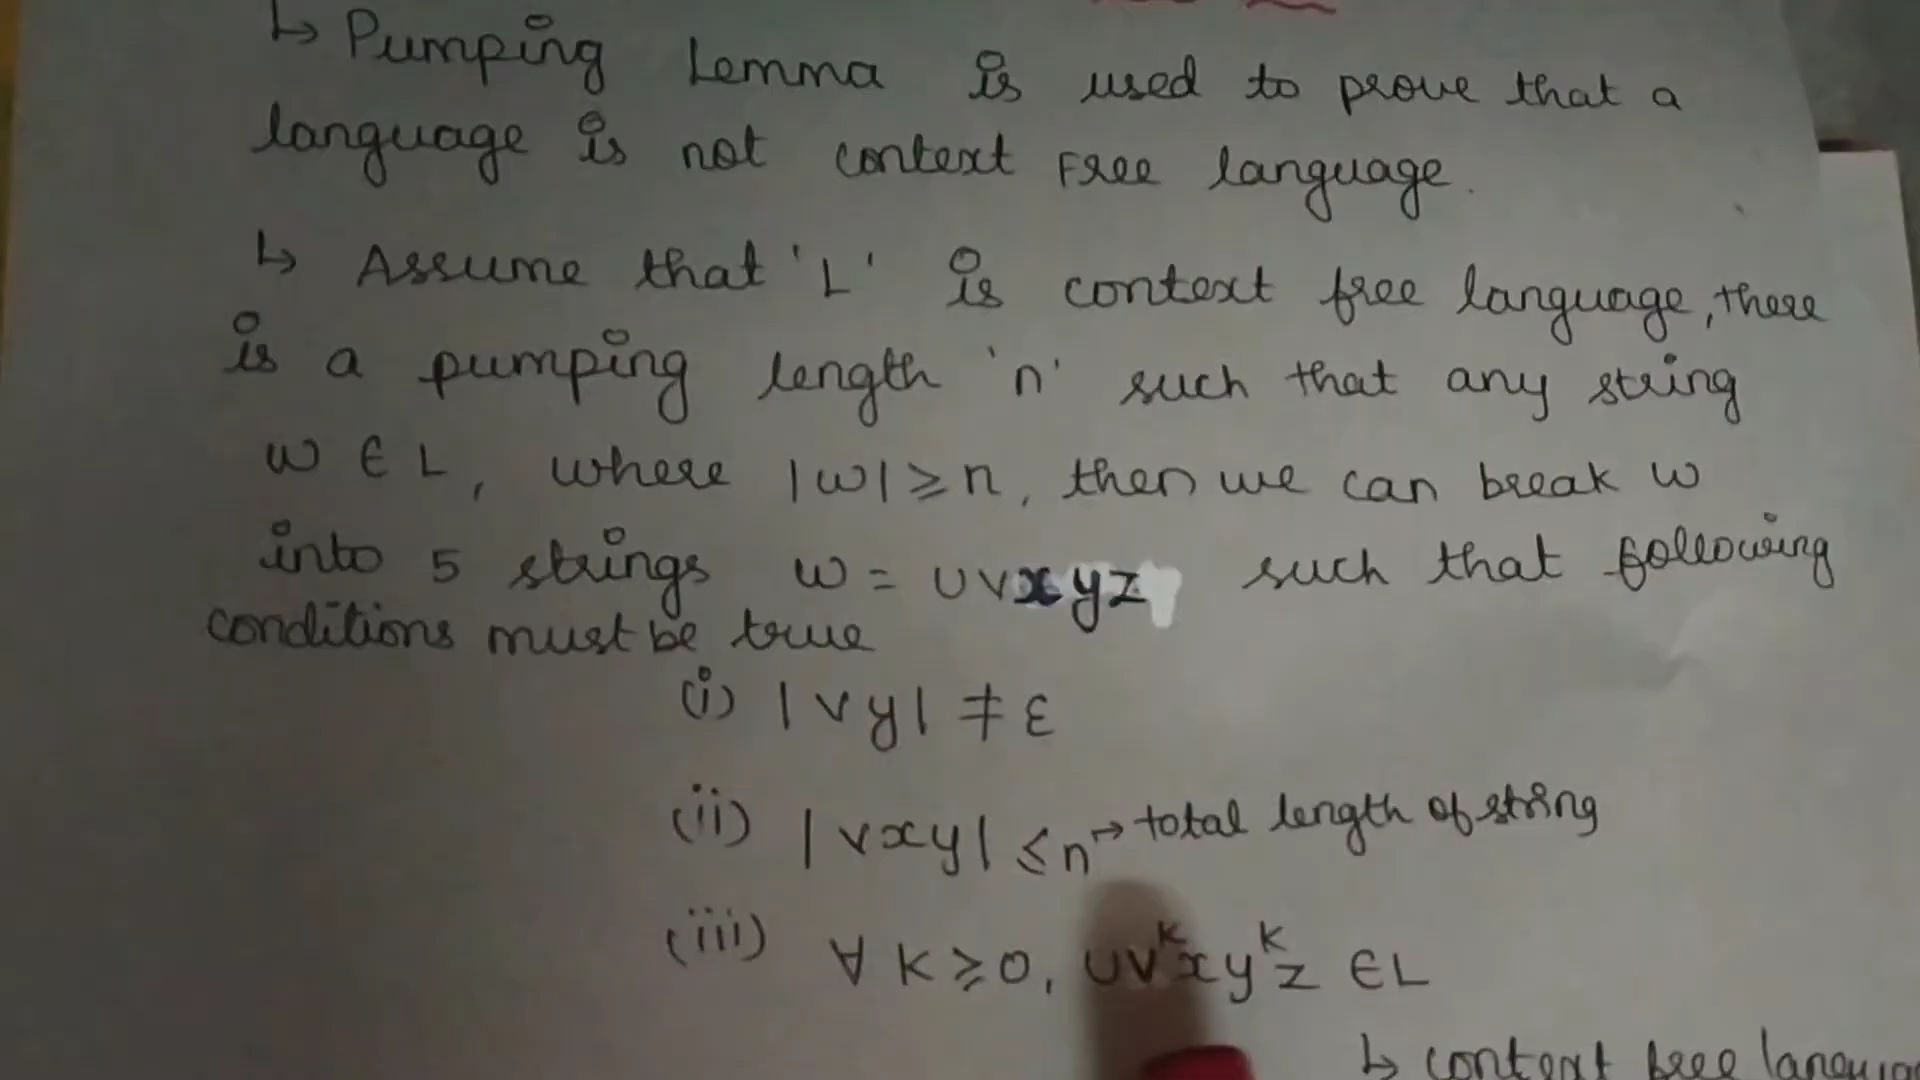 ↳ Pumping Lemma is used to prove that a
language is not context Free language.
↳ Assume that 'L' is context free language, there
is a pumping length 'n' such that any string
w ∈ L, where |w| ≥ n, then we can break w
into 5 strings w = uvxyz such that following
conditions must be true
(i) |vy| ≠ ε
(ii) |vxy| ≤ n → total length of string
(iii) ∀ K ≥ 0, uvᵏxyᵏz ∈ L
↳ context free language